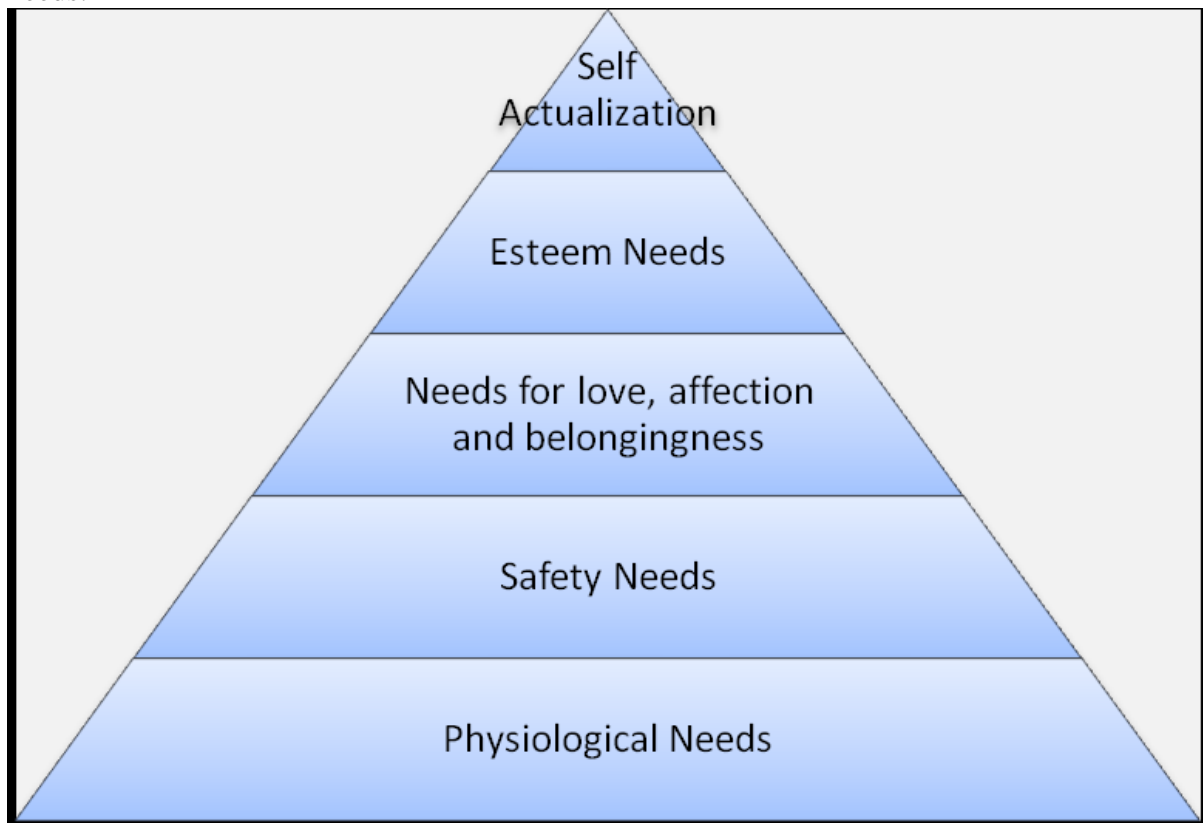 Self
Actualization
Esteem Needs
Needs for love, affection
and belongingness
Safety Needs
Physiological Needs